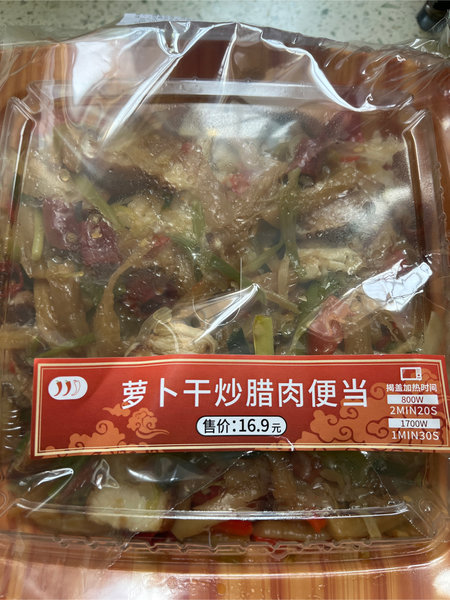 萝卜干炒腊肉便当
售价:16.9元
揭盖加热时间
800W
2MIN20S
1700W
1MIN30S